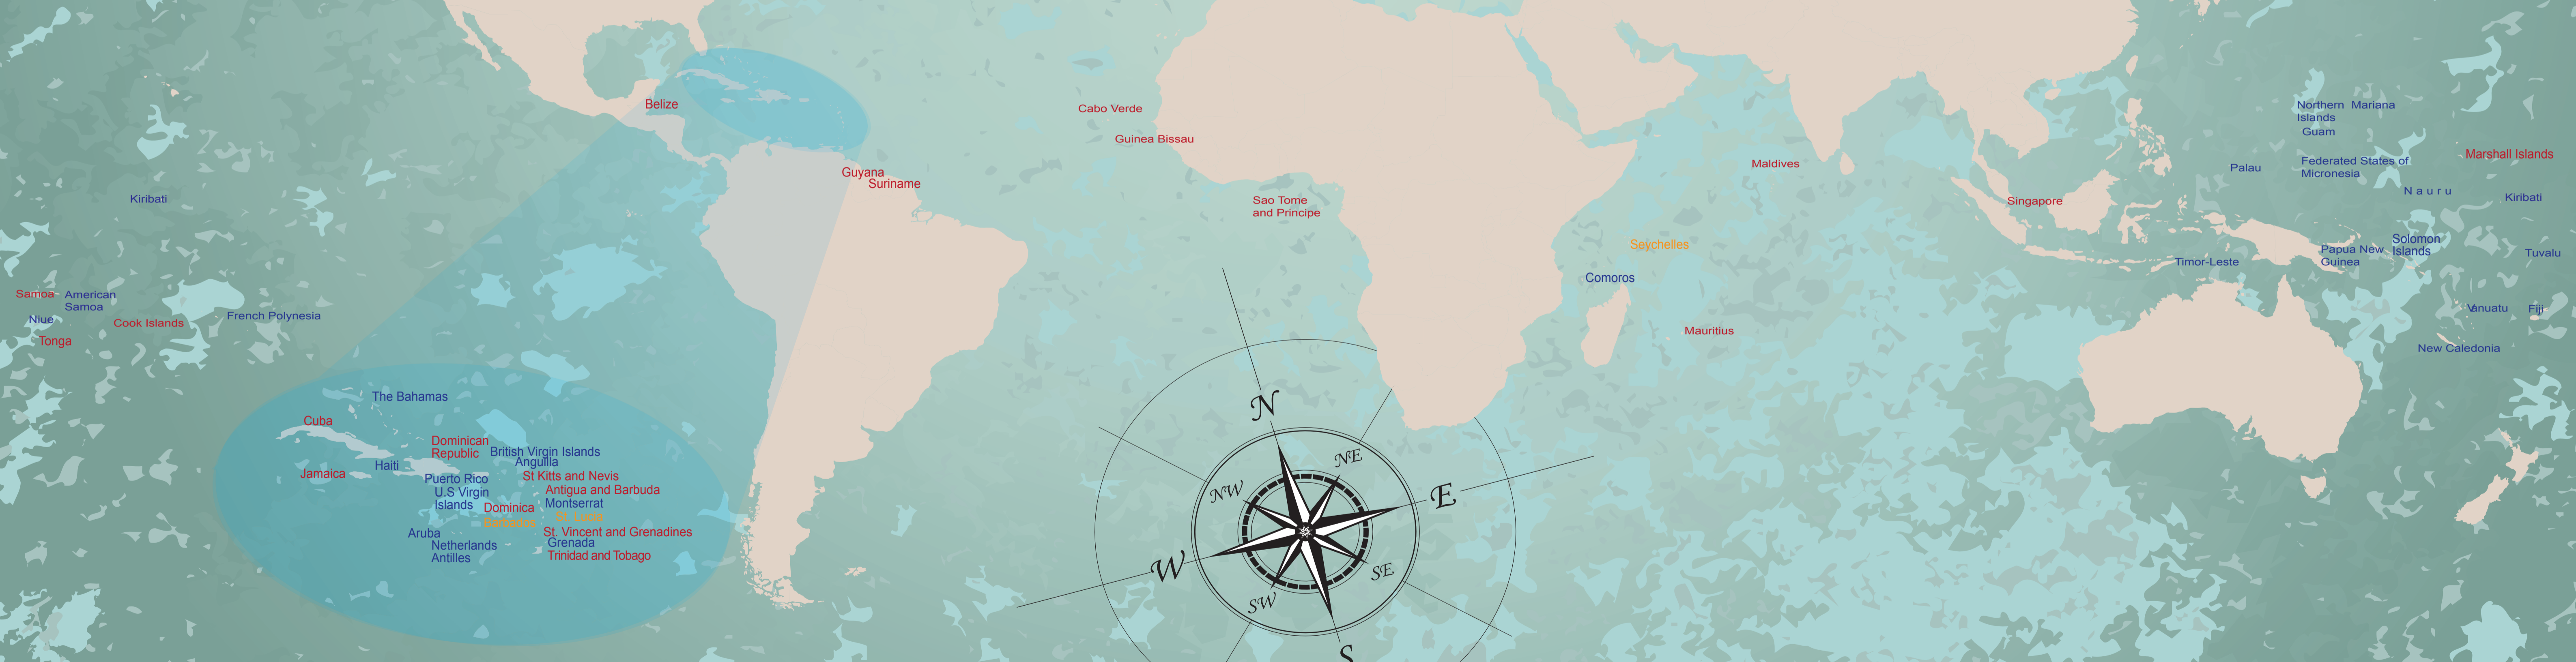 Belize
Kiribati
Samoa
American
Samoa
Niue
Cook Islands
French Polynesia
Tonga
Guyana
Suriname
The Bahamas
Cuba
Dominican
Republic
British Virgin Islands
Anguilla
Haiti
Jamaica
St Kitts and Nevis
Puerto Rico
Antigua and Barbuda
U.S Virgin
Islands
Montserrat
Dominica
St. Lucia
Barbados
Aruba
St. Vincent and Grenadines
Grenada
Netherlands
Antilles
Trinidad and Tobago
Cabo Verde
Guinea Bissau
Sao Tome
and Principe
N
NE
E
SE
S
SW
W
NW
Maldives
Seychelles
Comoros
Mauritius
Singapore
Northern Mariana
Islands
Guam
Palau
Federated States of
Micronesia
Marshall Islands
Nauru
Kiribati
Timor-Leste
Papua New
Guinea
Solomon
Islands
Tuvalu
Vanuatu
Fiji
New Caledonia